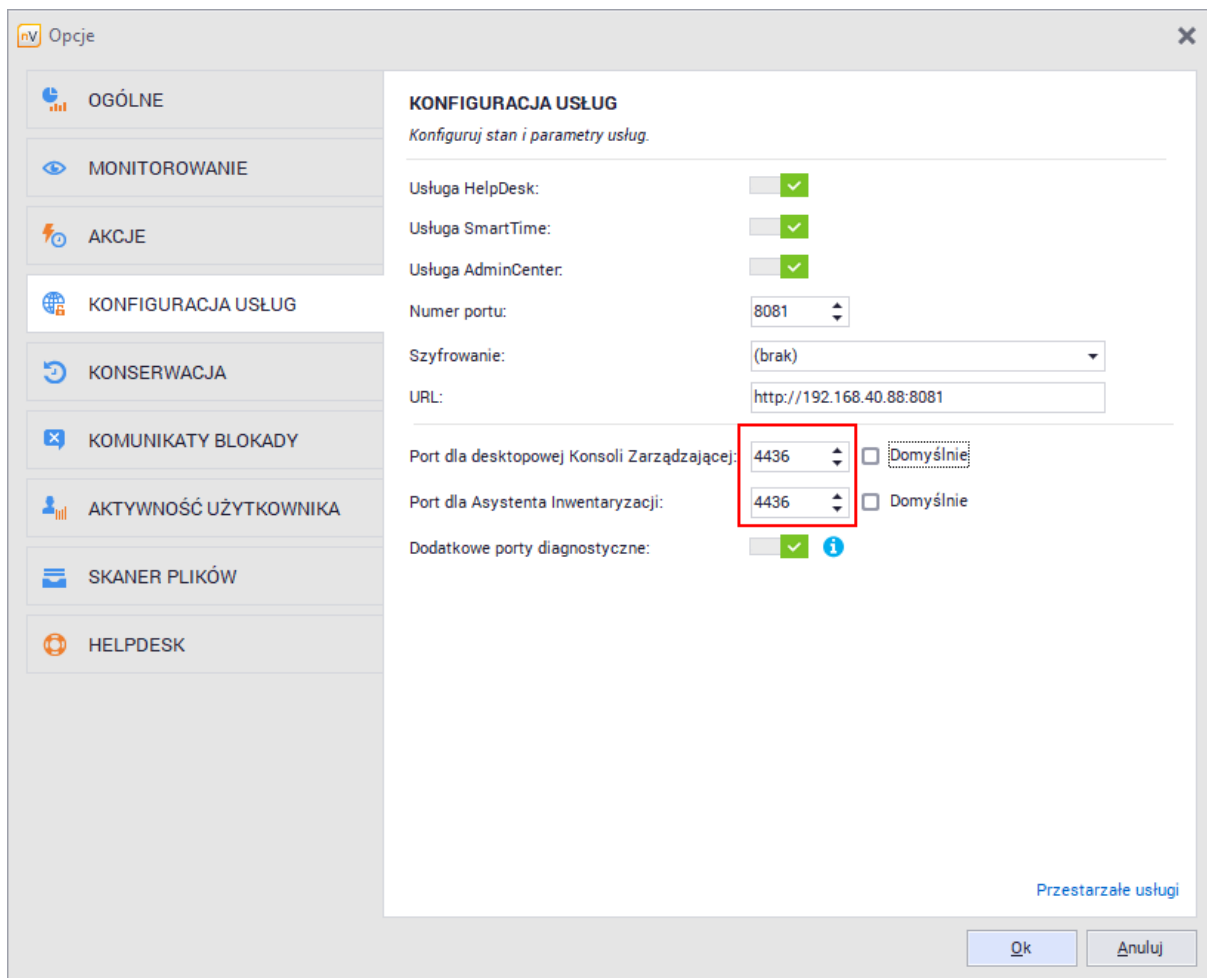 nV Opcje
OGÓLNE
MONITOROWANIE
AKCJE
KONFIGURACJA USŁUG
KONSERWACJA
KOMUNIKATY BLOKADY
AKTYWNOŚĆ UŻYTKOWNIKA
SKANER PLIKÓW
HELPDESK
KONFIGURACJA USŁUG
Konfiguruj stan i parametry usług.
Usługa HelpDesk:
Usługa SmartTime:
Usługa AdminCenter:
Numer portu: 8081
Szyfrowanie: (brak)
URL: http://192.168.40.88:8081
Port dla desktopowej Konsoli Zarządzającej: 4436 Domyślnie
Port dla Asystenta Inwentaryzacji: 4436 Domyślnie
Dodatkowe porty diagnostyczne:
Przestarzałe usługi
Ok Anuluj